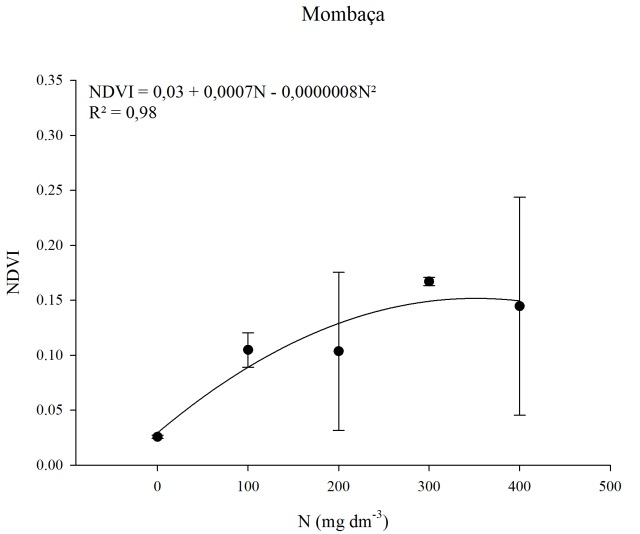 Mombaça
NDVI = 0,03 + 0,0007N - 0,0000008N²
R² = 0,98
0.35
0.30
0.25
0.20
0.15
0.10
0.05
0.00
NDVI
0 100 200 300 400 500
N (mg dm⁻³)